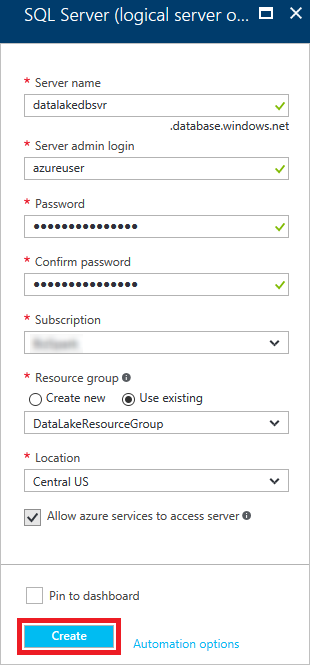 SQL Server (logical server o...
* Server name
datalakedbsvr
.database.windows.net
* Server admin login
azureuser
* Password
•••••••••••••••
* Confirm password
•••••••••••••••
* Subscription
* Resource group
Create new Use existing
DataLakeResourceGroup
* Location
Central US
Allow azure services to access server
Pin to dashboard
Create Automation options